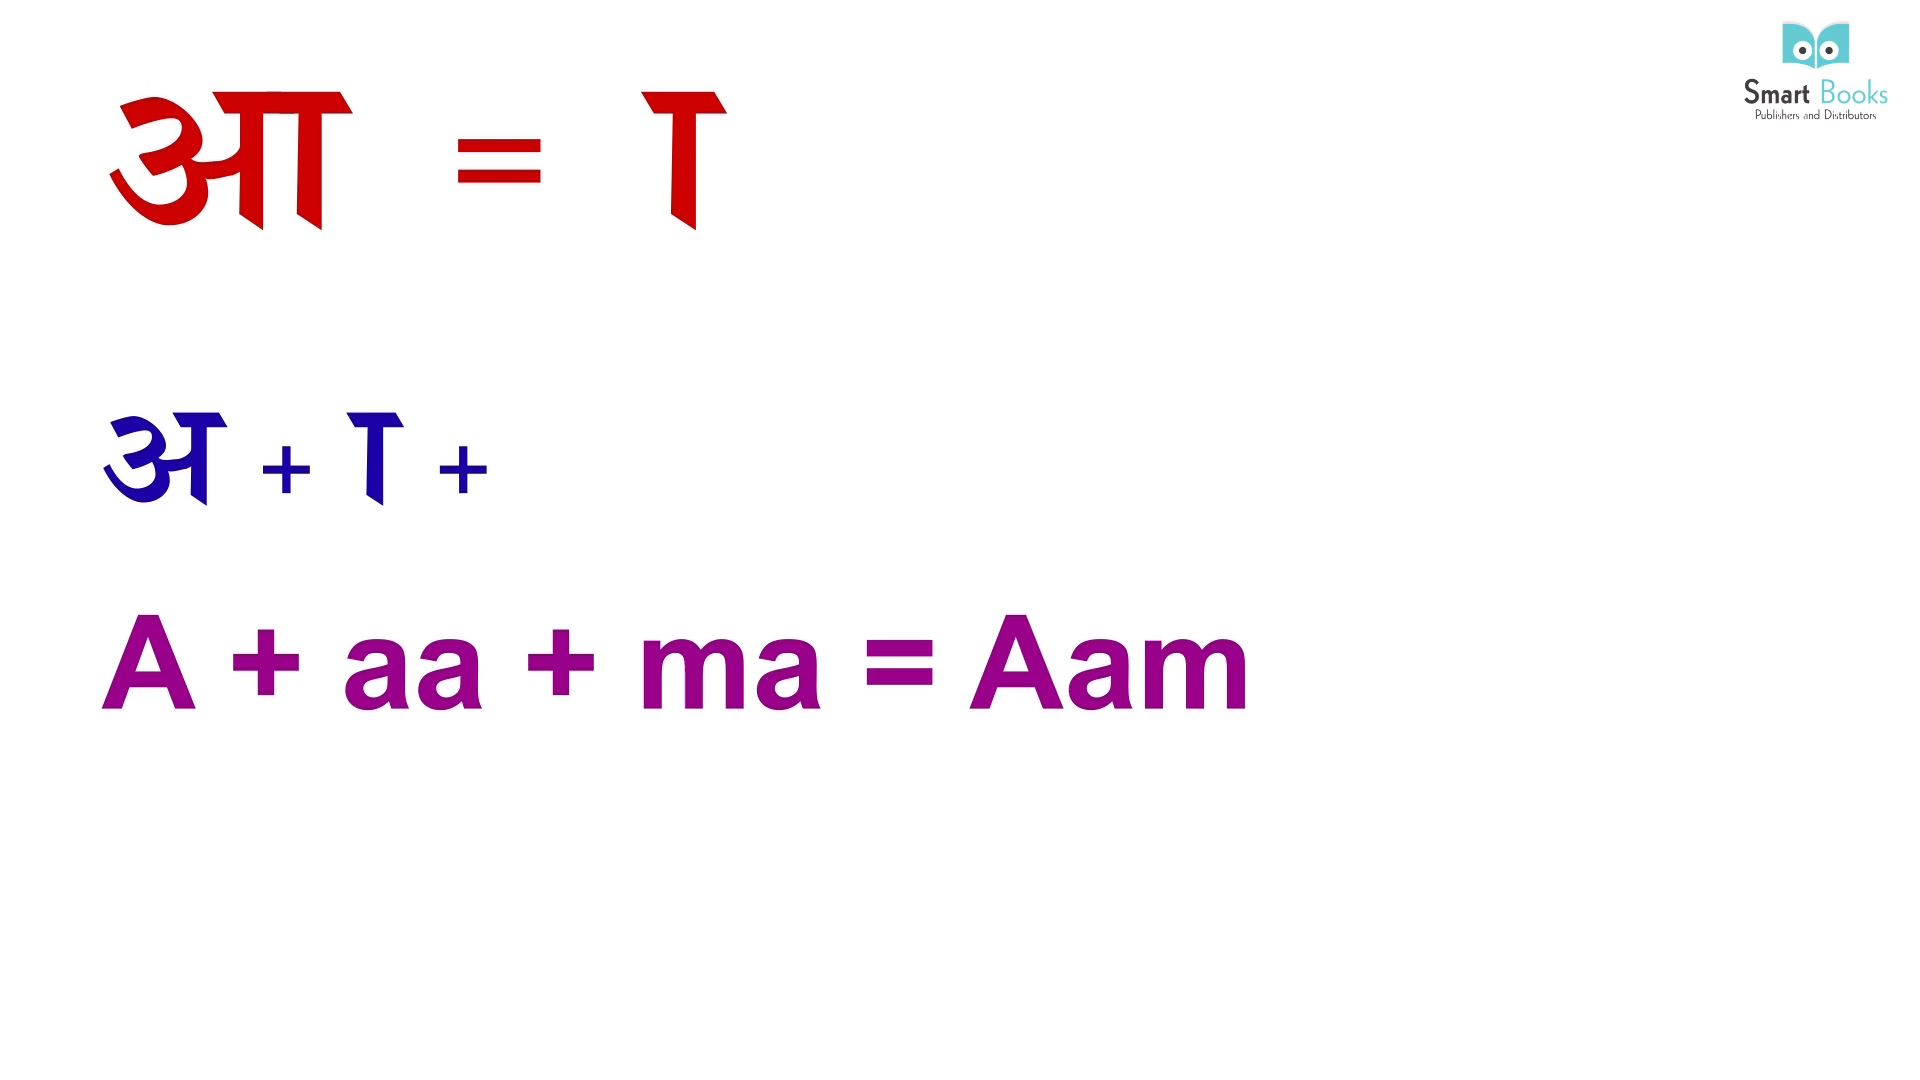 Smart Books
Publishers and Distributors
आ = ा
अ + ा +
A + aa + ma = Aam